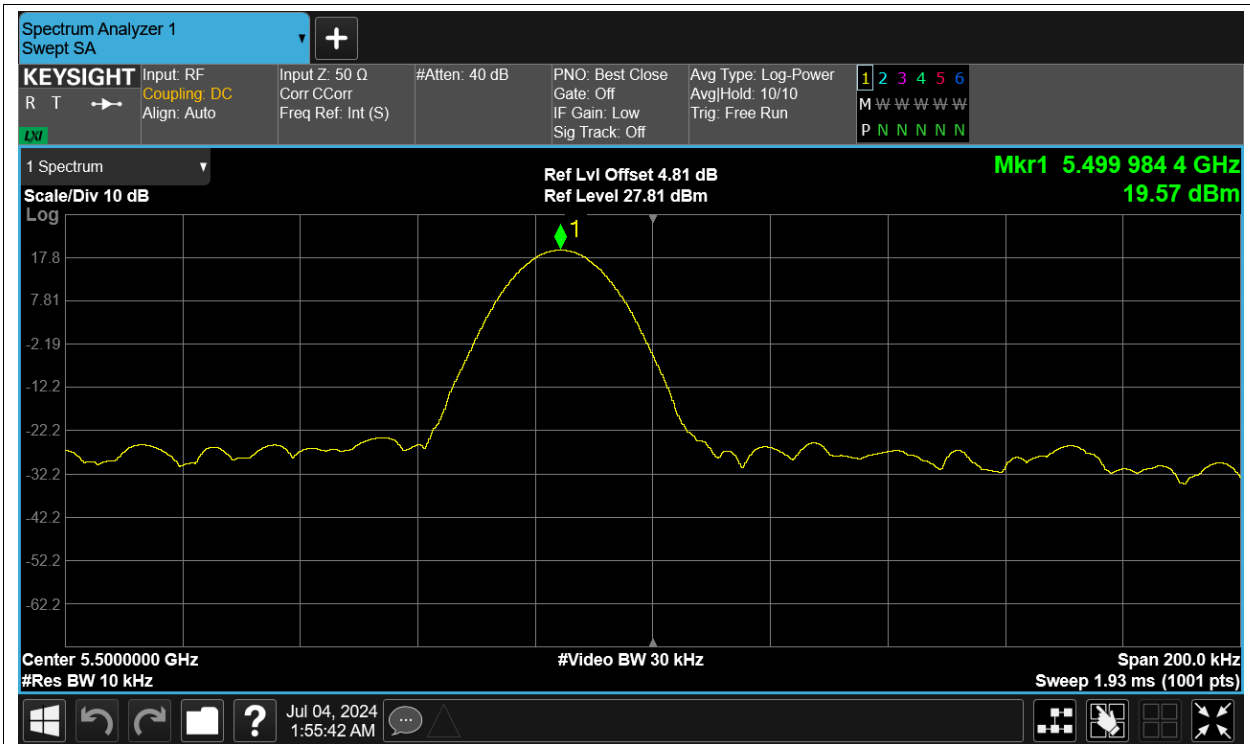 Spectrum Analyzer 1
Swept SA
KEYSIGHT
R T
LXI
Input: RF
Coupling: DC
Align: Auto
Input Z: 50 Ω
Corr CCorr
Freq Ref: Int (S)
#Atten: 40 dB
PNO: Best Close
Gate: Off
IF Gain: Low
Sig Track: Off
Avg Type: Log-Power
Avg|Hold: 10/10
Trig: Free Run
1 2 3 4 5 6
M W W W W W
P N N N N N
1 Spectrum
Scale/Div 10 dB
Ref Lvl Offset 4.81 dB
Ref Level 27.81 dBm
Mkr1 5.499 984 4 GHz
19.57 dBm
Log
1
17.8
7.81
-2.19
-12.2
-22.2
-32.2
-42.2
-52.2
-62.2
Center 5.5000000 GHz
#Video BW 30 kHz
Span 200.0 kHz
#Res BW 10 kHz
Sweep 1.93 ms (1001 pts)
?
Jul 04, 2024
1:55:42 AM